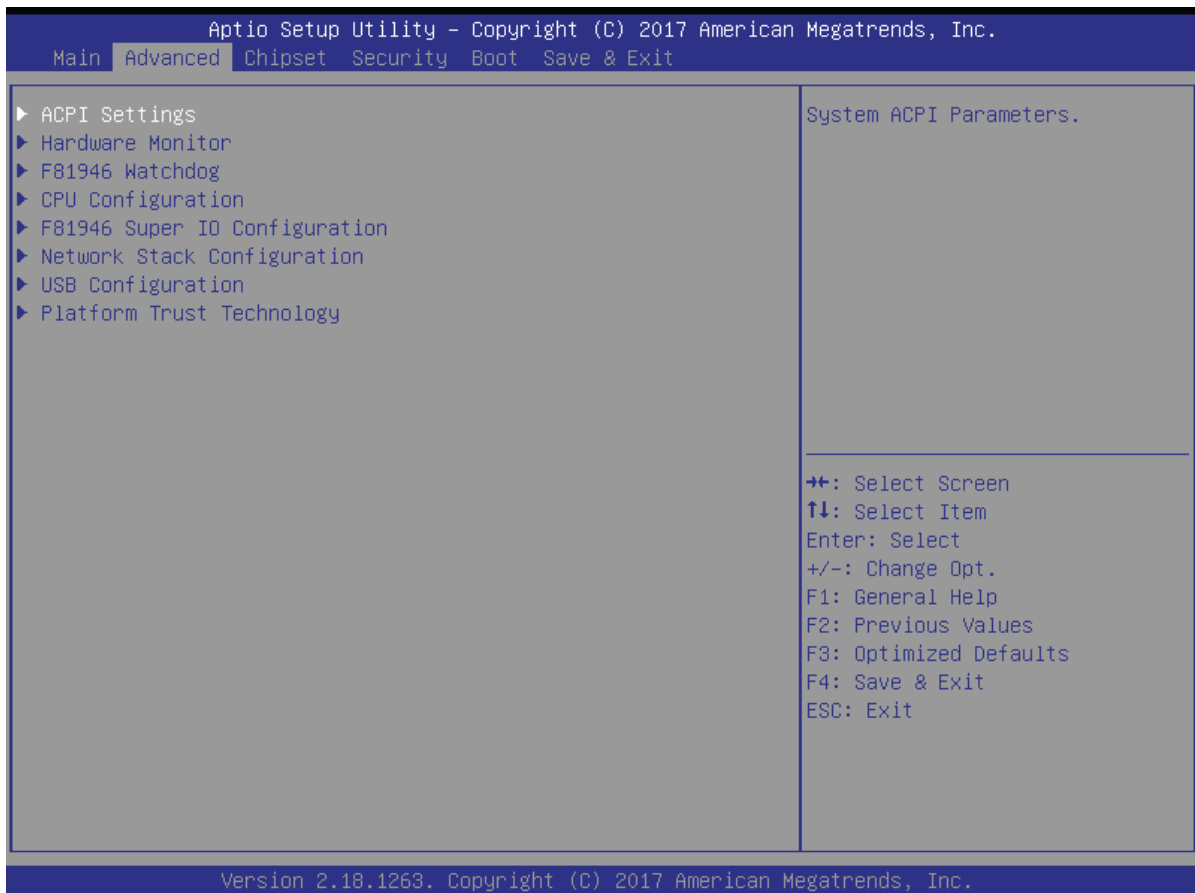 Aptio Setup Utility – Copyright (C) 2017 American Megatrends, Inc.
Main Advanced Chipset Security Boot Save & Exit
▶ ACPI Settings
▶ Hardware Monitor
▶ F81946 Watchdog
▶ CPU Configuration
▶ F81946 Super IO Configuration
▶ Network Stack Configuration
▶ USB Configuration
▶ Platform Trust Technology
System ACPI Parameters.
→←: Select Screen
↑↓: Select Item
Enter: Select
+/-: Change Opt.
F1: General Help
F2: Previous Values
F3: Optimized Defaults
F4: Save & Exit
ESC: Exit
Version 2.18.1263. Copyright (C) 2017 American Megatrends, Inc.